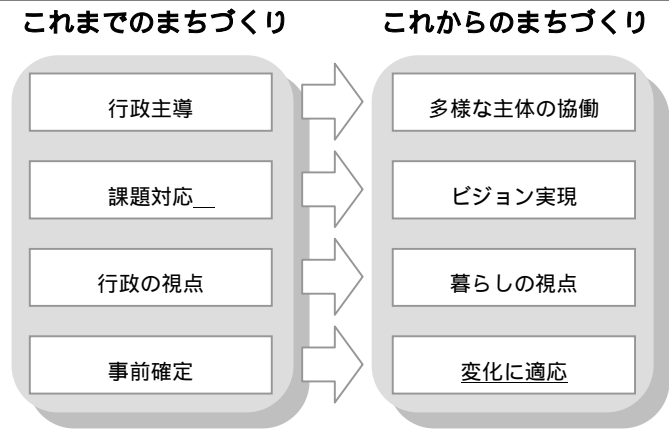 これまでのまちづくり
これからのまちづくり
行政主導
多様な主体の協働
課題対応
ビジョン実現
行政の視点
暮らしの視点
事前確定
変化に適応